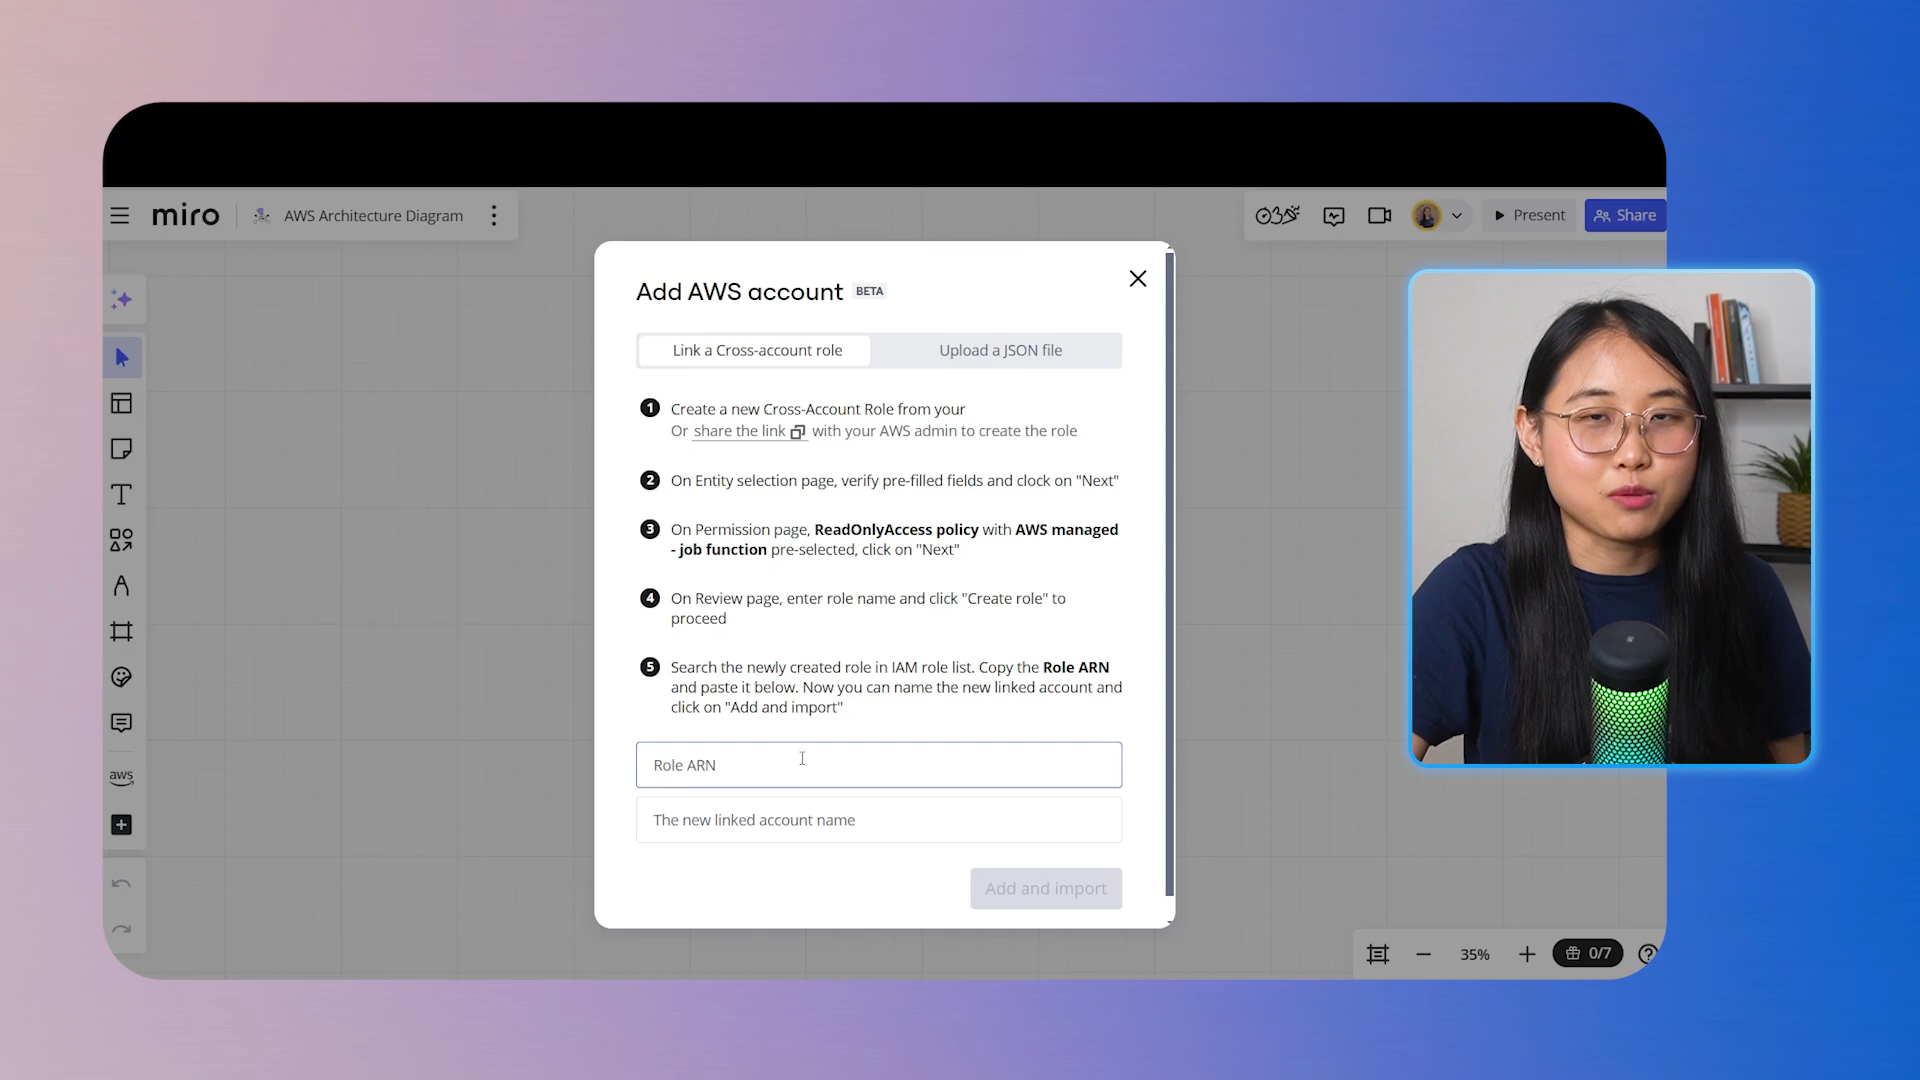 miro
AWS Architecture Diagram
Present
Share
Add AWS account BETA
Link a Cross-account role
Upload a JSON file
1 Create a new Cross-Account Role from your
Or share the link with your AWS admin to create the role
2 On Entity selection page, verify pre-filled fields and clock on "Next"
3 On Permission page, ReadOnlyAccess policy with AWS managed
- job function pre-selected, click on "Next"
4 On Review page, enter role name and click "Create role" to
proceed
5 Search the newly created role in IAM role list. Copy the Role ARN
and paste it below. Now you can name the new linked account and
click on "Add and import"
Role ARN
The new linked account name
Add and import
aws
35%
0/7